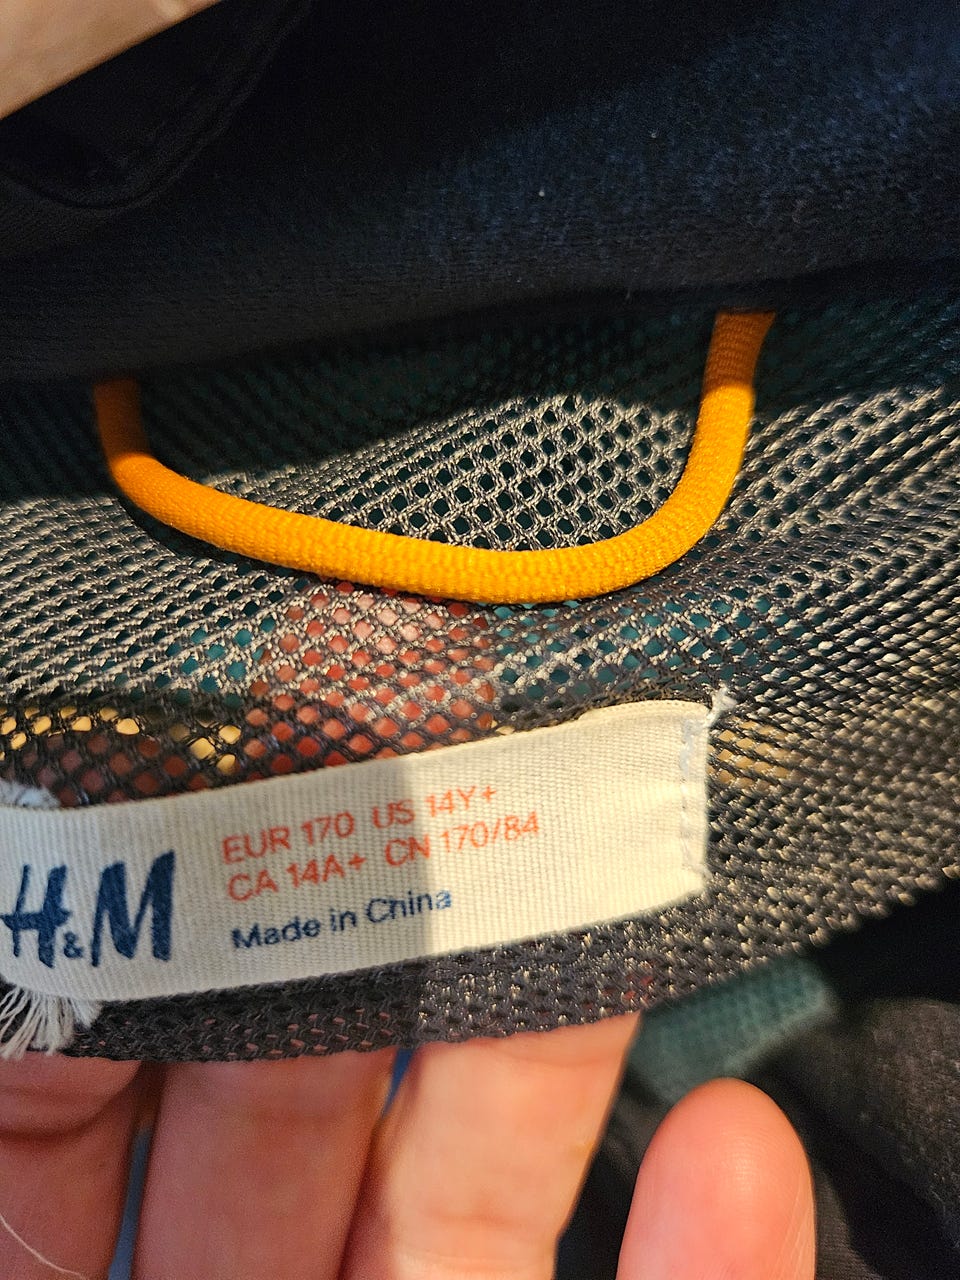 H&M
EUR 170 US 14Y+
CA 14A+ CN 170/84
Made in China